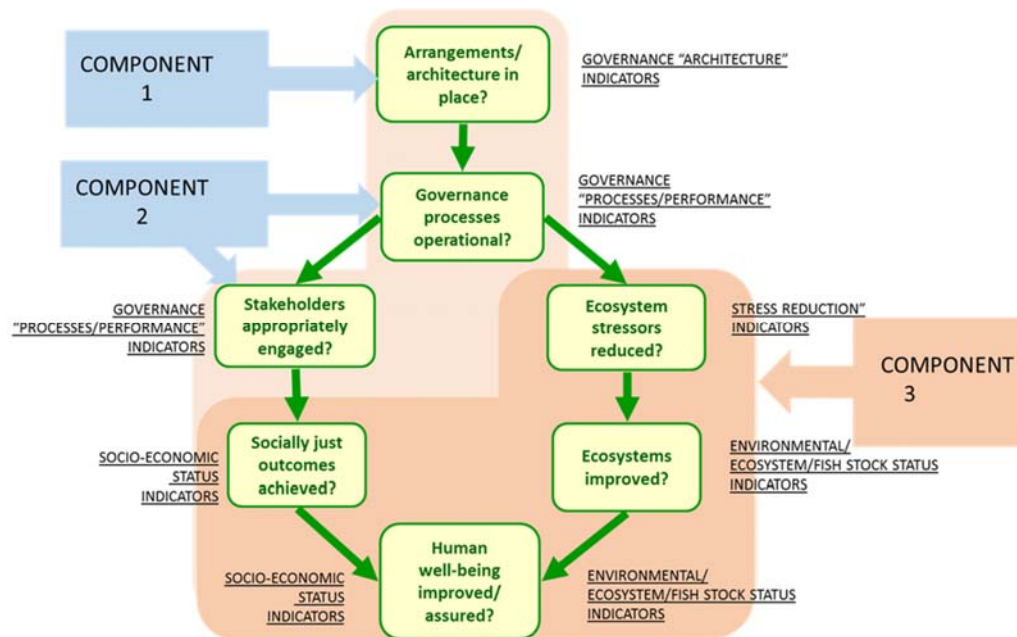 COMPONENT
1
Arrangements/
architecture in
place?
GOVERNANCE “ARCHITECTURE”
INDICATORS
COMPONENT
2
Governance
processes
operational?
GOVERNANCE
“PROCESSES/PERFORMANCE”
INDICATORS
GOVERNANCE
“PROCESSES/PERFORMANCE”
INDICATORS
Stakeholders
appropriately
engaged?
Ecosystem
stressors
reduced?
STRESS REDUCTION”
INDICATORS
COMPONENT
3
SOCIO-ECONOMIC
STATUS
INDICATORS
Socially just
outcomes
achieved?
Ecosystems
improved?
ENVIRONMENTAL/
ECOSYSTEM/FISH STOCK STATUS
INDICATORS
SOCIO-ECONOMIC
STATUS
INDICATORS
Human
well-being
improved/
assured?
ENVIRONMENTAL/
ECOSYSTEM/FISH STOCK STATUS
INDICATORS